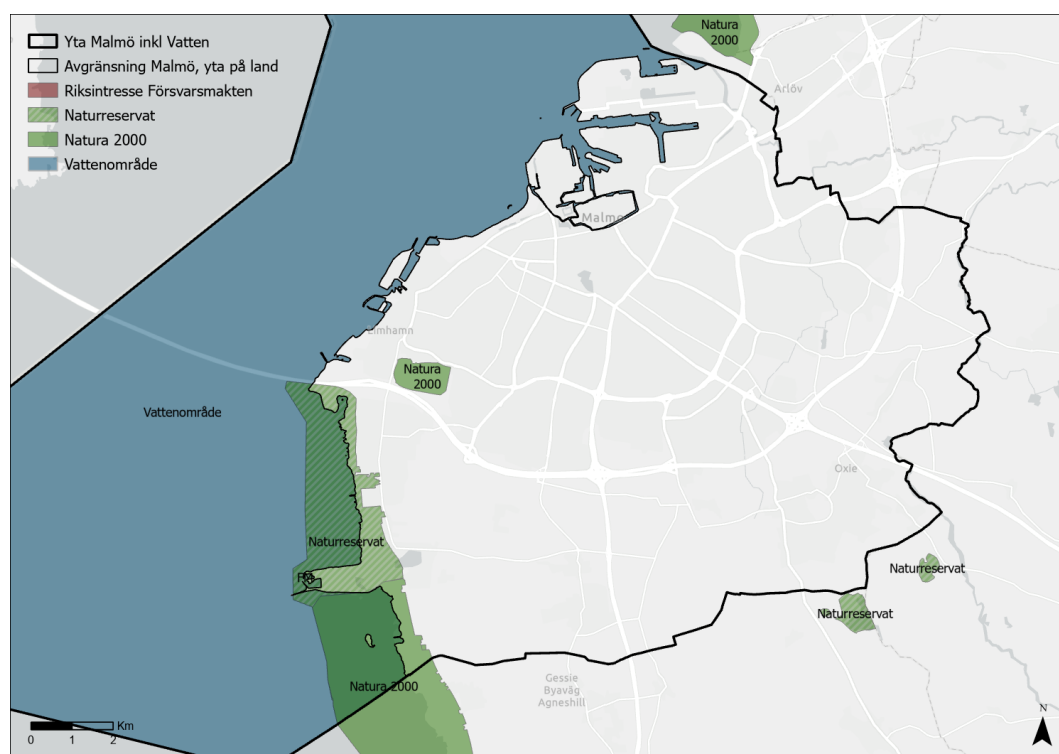 Yta Malmö inkl Vatten
Avgränsning Malmö, yta på land
Riksintresse Försvarsmakten
Naturreservat
Natura 2000
Vattenområde
Natura
2000
Arlöv
Malmö
Limhamn
Natura
2000
Vattenområde
Oxie
Naturreservat
Naturreservat
Naturreservat
Natura 2000
Gessie
Byaväg
Agneshill
0 1 2 Km
N